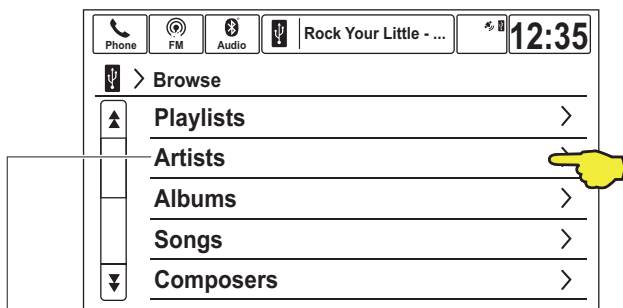 Phone FM Audio Rock Your Little - ... 12:35
Browse
Playlists
Artists
Albums
Songs
Composers